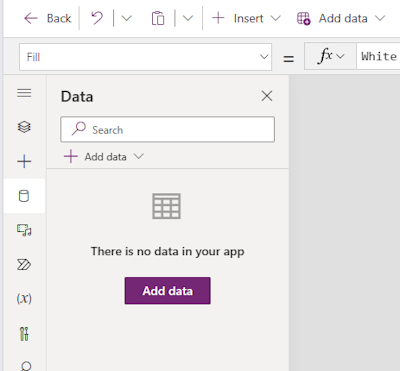 Back Insert Add data
Fill = fx White
Data
Search
Add data
There is no data in your app
Add data
(x)